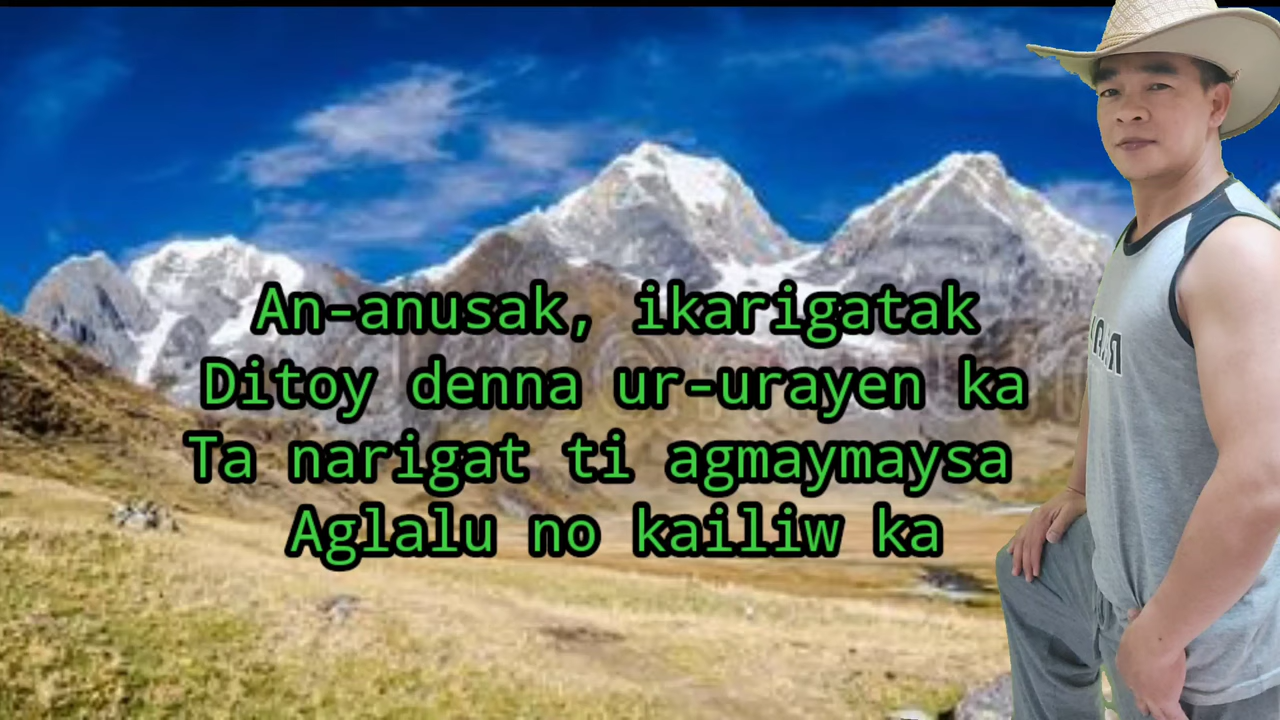 An-anusak, ikarigatak
Ditoy denna ur-urayen ka
Ta narigat ti agmaymaysa
Aglalu no kailiw ka